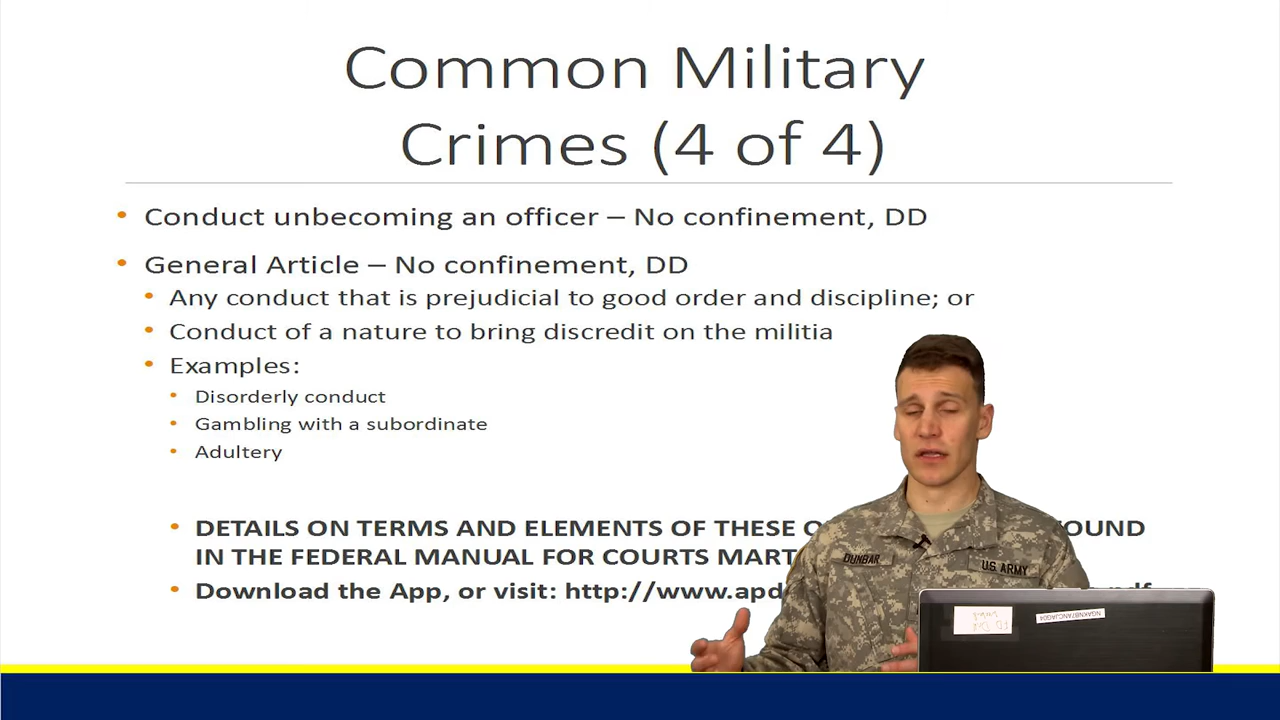 Common Military
Crimes (4 of 4)
• Conduct unbecoming an officer – No confinement, DD
• General Article – No confinement, DD
• Any conduct that is prejudicial to good order and discipline; or
• Conduct of a nature to bring discredit on the militia
• Examples:
• Disorderly conduct
• Gambling with a subordinate
• Adultery
• DETAILS ON TERMS AND ELEMENTS OF THESE
IN THE FEDERAL MANUAL FOR COURTS
• Download the App, or visit: http://www.apd
DUNBAR
U.S. ARMY